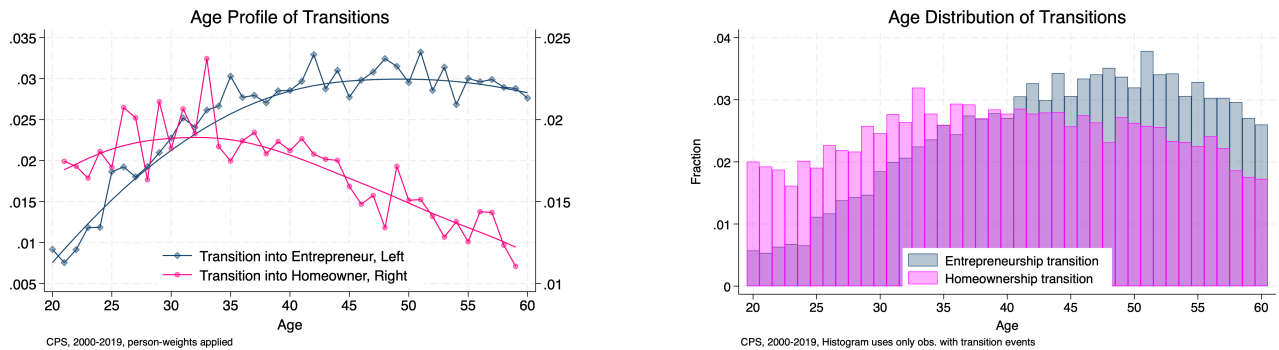 Age Profile of Transitions
.035
.03
.025
.02
.015
.01
.005
.025
.02
.015
.01
Transition into Entrepreneur, Left
Transition into Homeowner, Right
20 25 30 35 40 45 50 55 60
Age
CPS, 2000-2019, person-weights applied
Age Distribution of Transitions
.04
.03
.02
.01
0
Fraction
Entrepreneurship transition
Homeownership transition
20 25 30 35 40 45 50 55 60
Age
CPS, 2000-2019, Histogram uses only obs. with transition events